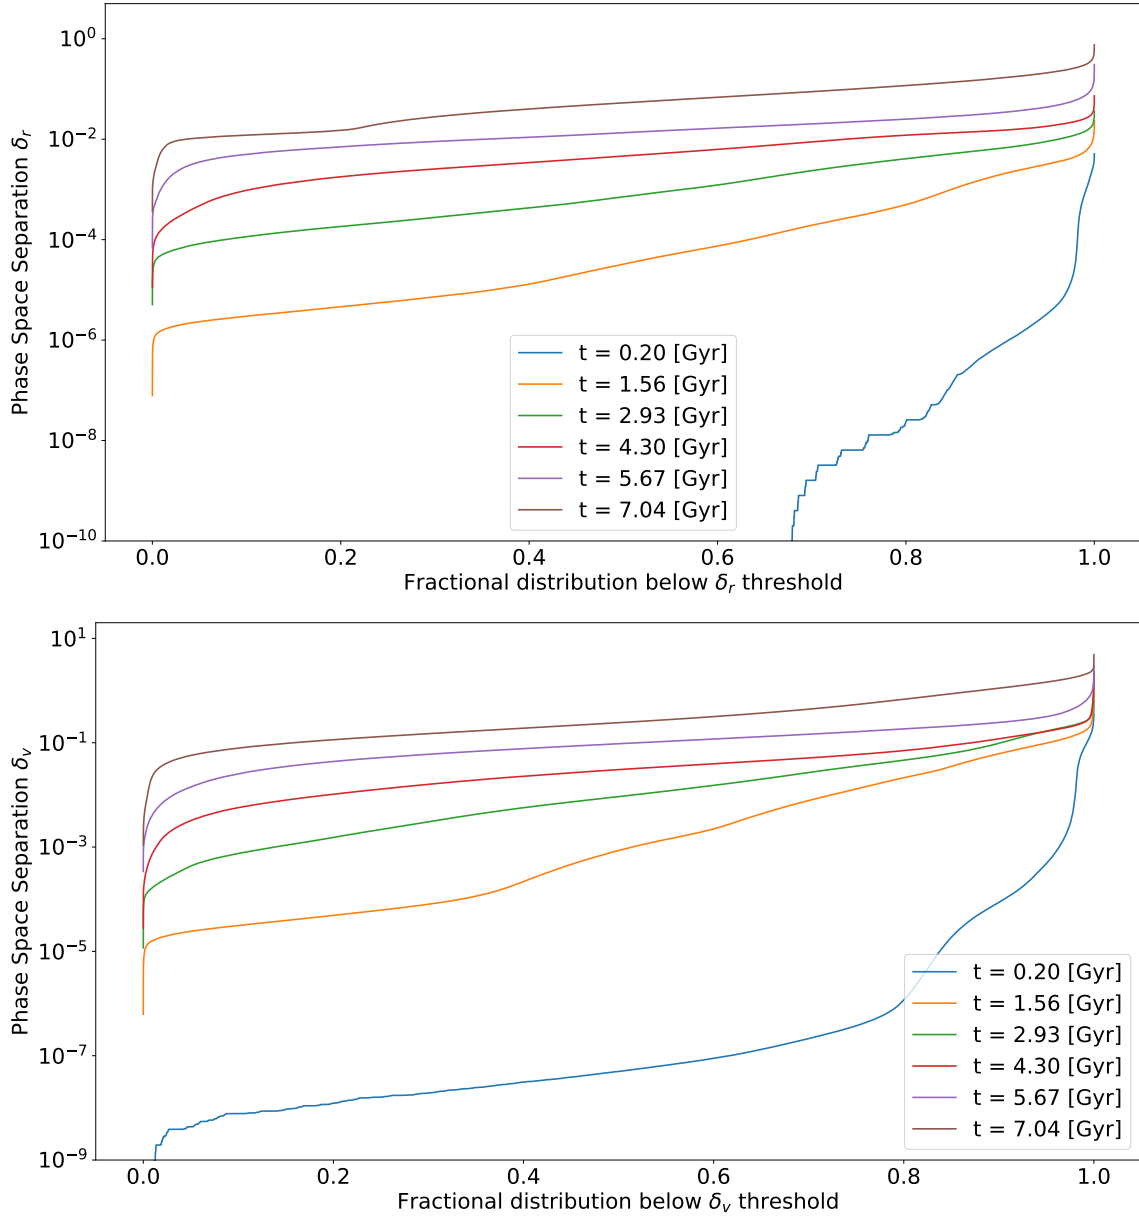 Phase Space Separation δ_r
10^0
10^−2
10^−4
10^−6
10^−8
10^−10
t = 0.20 [Gyr]
t = 1.56 [Gyr]
t = 2.93 [Gyr]
t = 4.30 [Gyr]
t = 5.67 [Gyr]
t = 7.04 [Gyr]
0.0 0.2 0.4 0.6 0.8 1.0
Fractional distribution below δ_r threshold
Phase Space Separation δ_v
10^1
10^−1
10^−3
10^−5
10^−7
10^−9
t = 0.20 [Gyr]
t = 1.56 [Gyr]
t = 2.93 [Gyr]
t = 4.30 [Gyr]
t = 5.67 [Gyr]
t = 7.04 [Gyr]
0.0 0.2 0.4 0.6 0.8 1.0
Fractional distribution below δ_v threshold